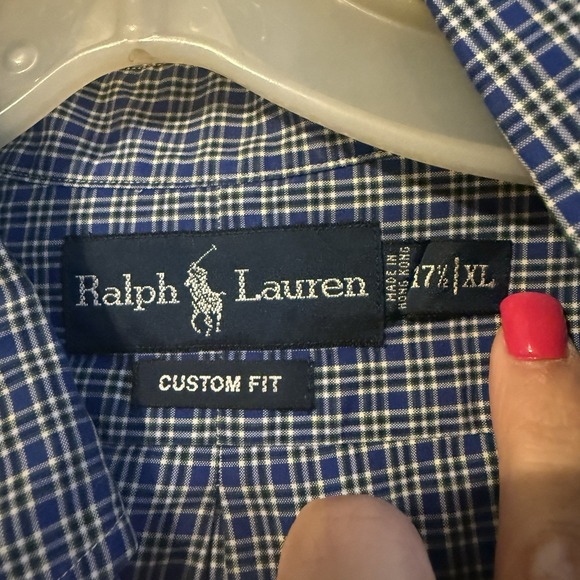 Ralph Lauren
MADE IN
HONG KONG
17½|XL
CUSTOM FIT